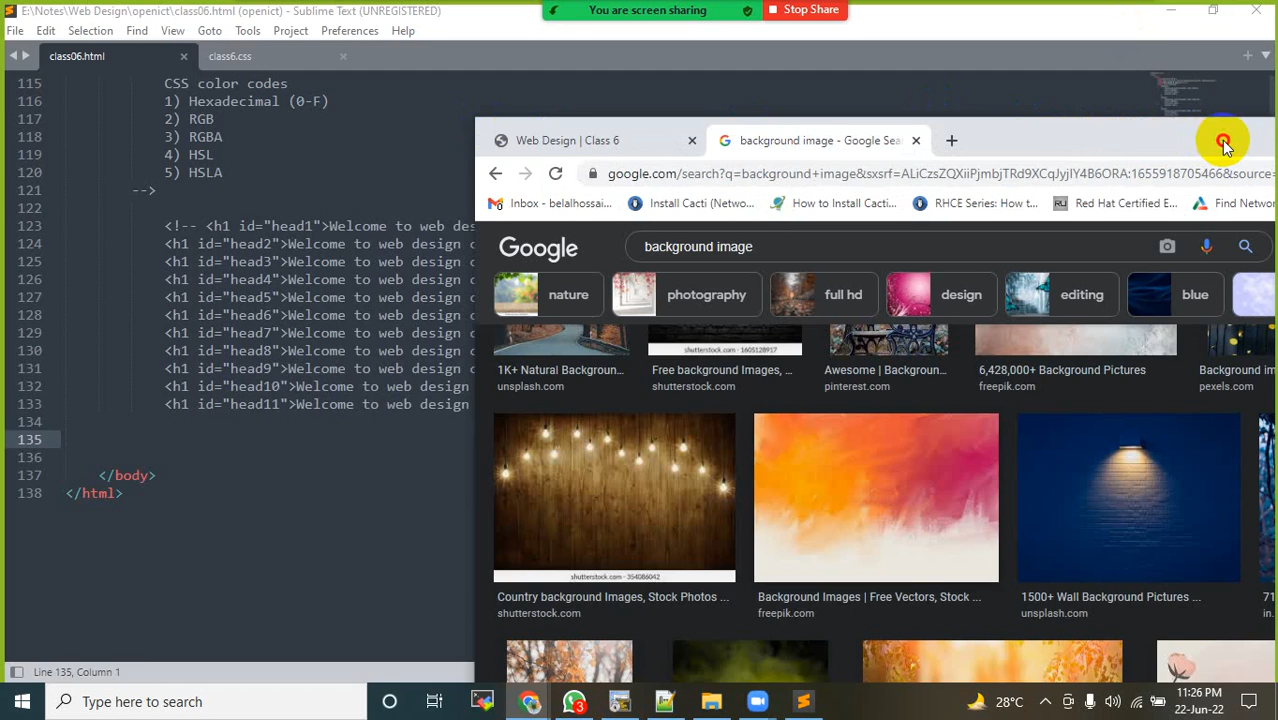 E:\Notes\Web Design\openict\class06.html (openict) - Sublime Text (UNREGISTERED)
You are screen sharing
Stop Share
File Edit Selection Find View Goto Tools Project Preferences Help
class06.html
class6.css
115 CSS color codes
116 1) Hexadecimal (0-F)
117 2) RGB
118 3) RGBA
119 4) HSL
120 5) HSLA
121 -->
122
123 <!-- <h1 id="head1">Welcome to web des
124 <h1 id="head2">Welcome to web design c
125 <h1 id="head3">Welcome to web design c
126 <h1 id="head4">Welcome to web design c
127 <h1 id="head5">Welcome to web design c
128 <h1 id="head6">Welcome to web design c
129 <h1 id="head7">Welcome to web design c
130 <h1 id="head8">Welcome to web design c
131 <h1 id="head9">Welcome to web design c
132 <h1 id="head10">Welcome to web design
133 <h1 id="head11">Welcome to web design
134
135
136
137 </body>
138 </html>
Line 135, Column 1
Web Design | Class 6
background image - Google Sea
google.com/search?q=background+image&sxsrf=ALiCzsZQXiiPjmbjTRd9XCqJyjlY4B6ORA:1655918705466&source=
Inbox - belalhossai...
Install Cacti (Networ...
How to Install Cacti...
RHCE Series: How t...
Red Hat Certified E...
Find Networ
Google
background image
nature
photography
full hd
design
editing
blue
shutterstock.com · 1605128917
1K+ Natural Backgroun...
unsplash.com
Free background Images, ...
shutterstock.com
Awesome | Backgroun...
pinterest.com
6,428,000+ Background Pictures
freepik.com
Background im
pexels.com
shutterstock.com · 354086042
Country background Images, Stock Photos ...
shutterstock.com
Background Images | Free Vectors, Stock ...
freepik.com
1500+ Wall Background Pictures ...
unsplash.com
71
in.
Type here to search
3
28°C
11:26 PM
22-Jun-22